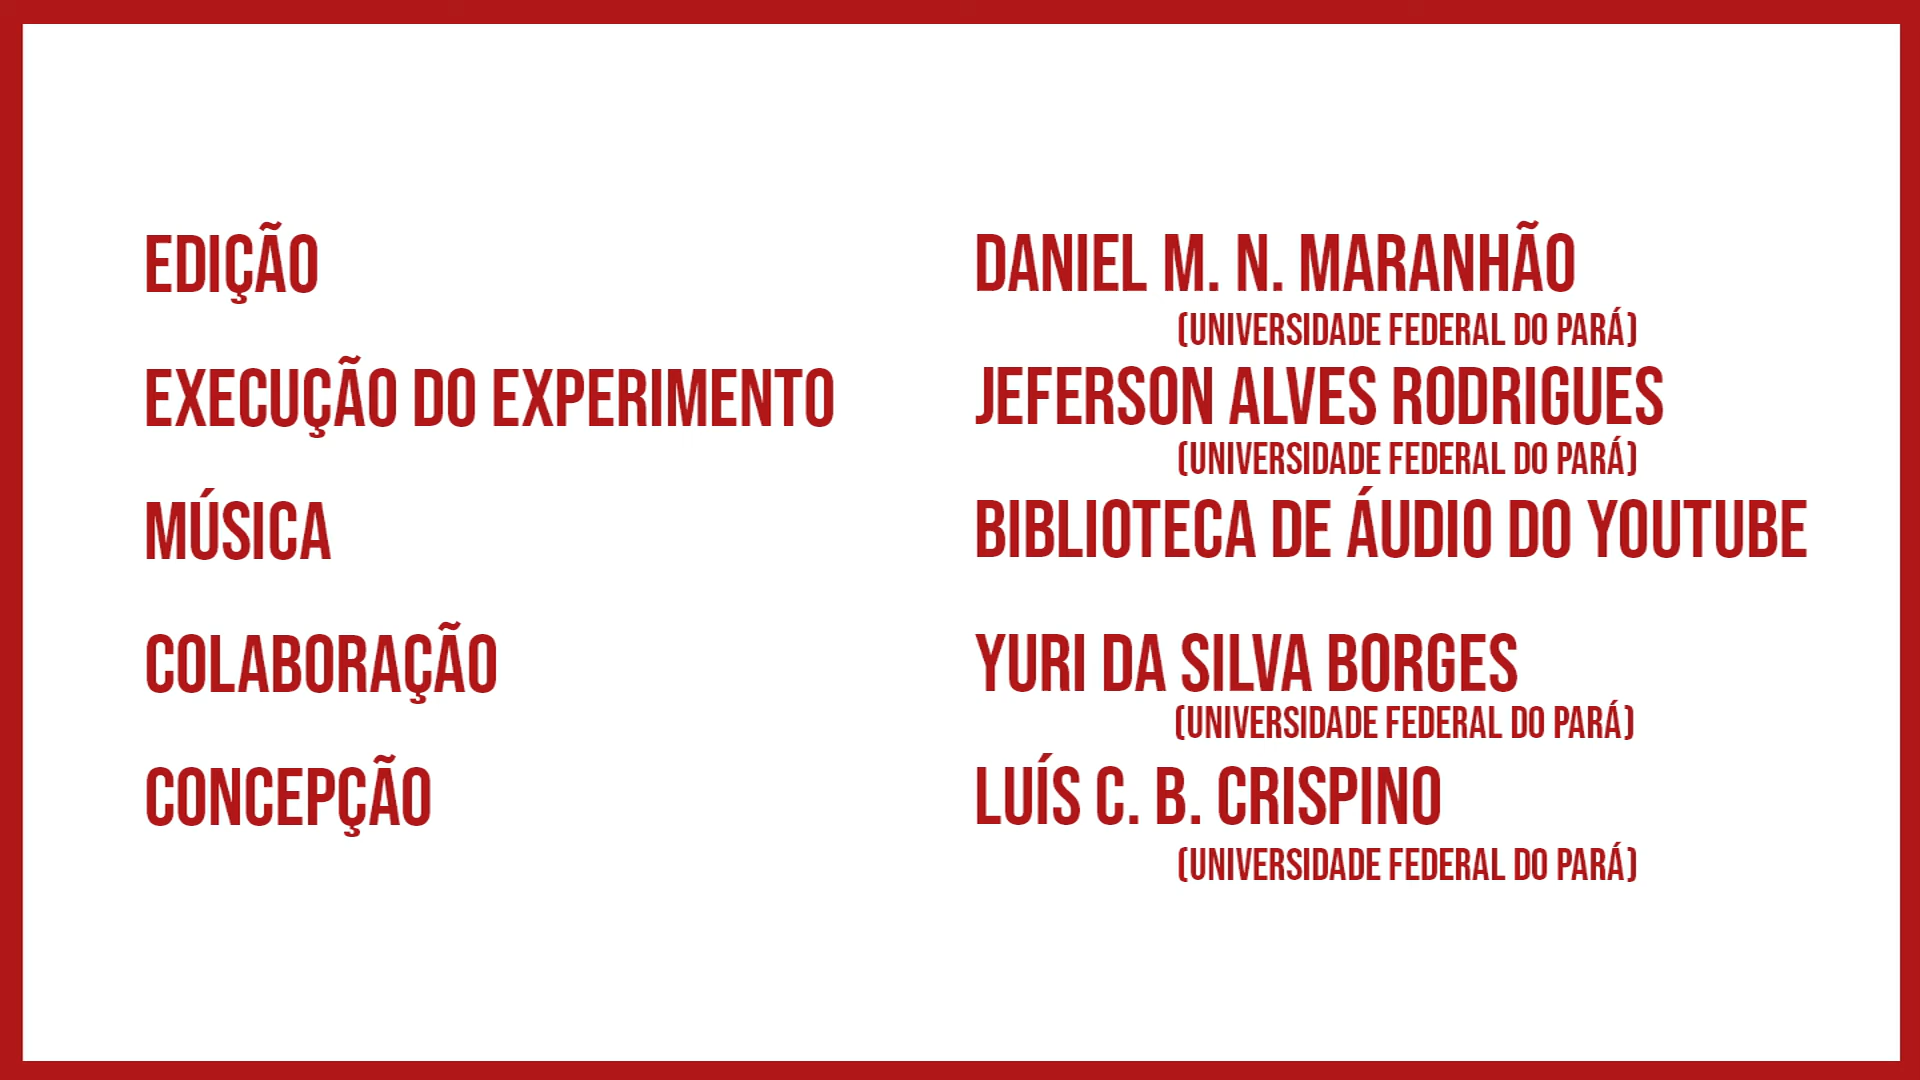 EDIÇÃO DANIEL M. N. MARANHÃO
(UNIVERSIDADE FEDERAL DO PARÁ)
EXECUÇÃO DO EXPERIMENTO JEFERSON ALVES RODRIGUES
(UNIVERSIDADE FEDERAL DO PARÁ)
MÚSICA BIBLIOTECA DE ÁUDIO DO YOUTUBE
COLABORAÇÃO YURI DA SILVA BORGES
(UNIVERSIDADE FEDERAL DO PARÁ)
CONCEPÇÃO LUÍS C. B. CRISPINO
(UNIVERSIDADE FEDERAL DO PARÁ)